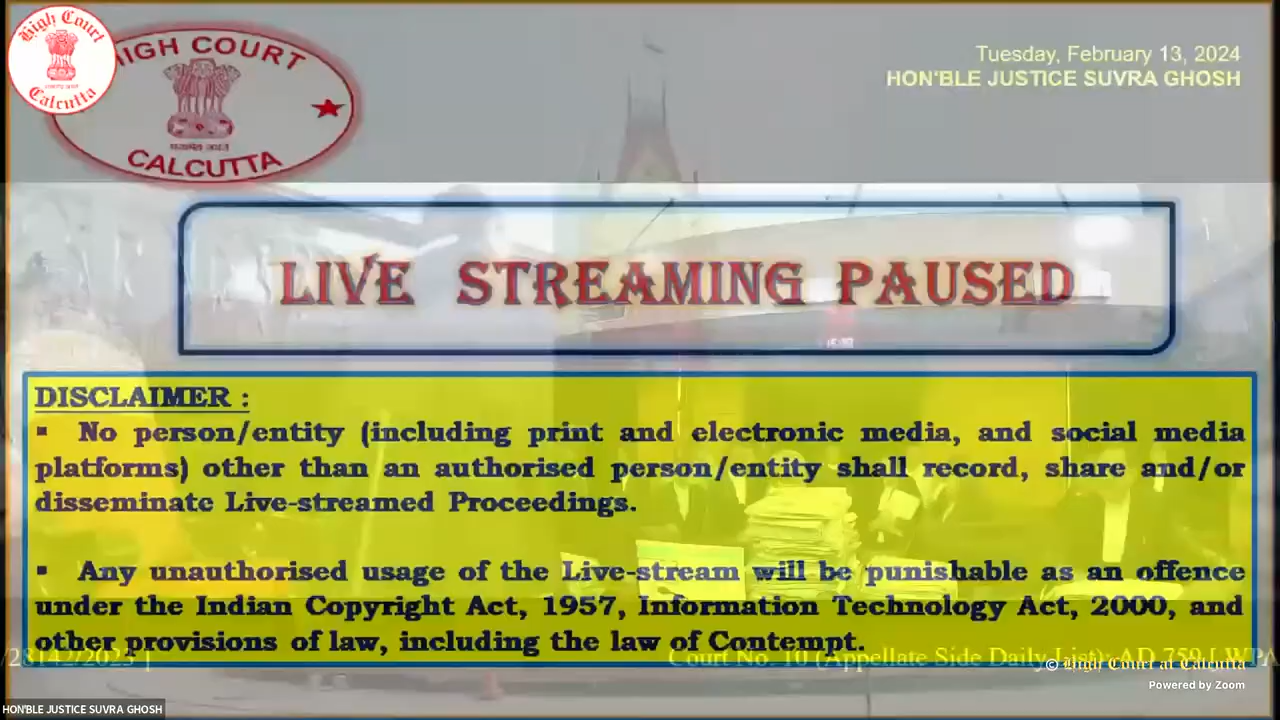 High Court
Calcutta
HIGH COURT
CALCUTTA
Tuesday, February 13, 2024
HON'BLE JUSTICE SUVRA GHOSH
LIVE STREAMING PAUSED
DISCLAIMER :
▪ No person/entity (including print and electronic media, and social media
platforms) other than an authorised person/entity shall record, share and/or
disseminate Live-streamed Proceedings.
▪ Any unauthorised usage of the Live-stream will be punishable as an offence
under the Indian Copyright Act, 1957, Information Technology Act, 2000, and
other provisions of law, including the law of Contempt.
/28142/2023 [
Court No. 10 (Appellate Side Daily List): AD 759 [ WPA
© High Court at Calcutta
Powered by Zoom
HON'BLE JUSTICE SUVRA GHOSH